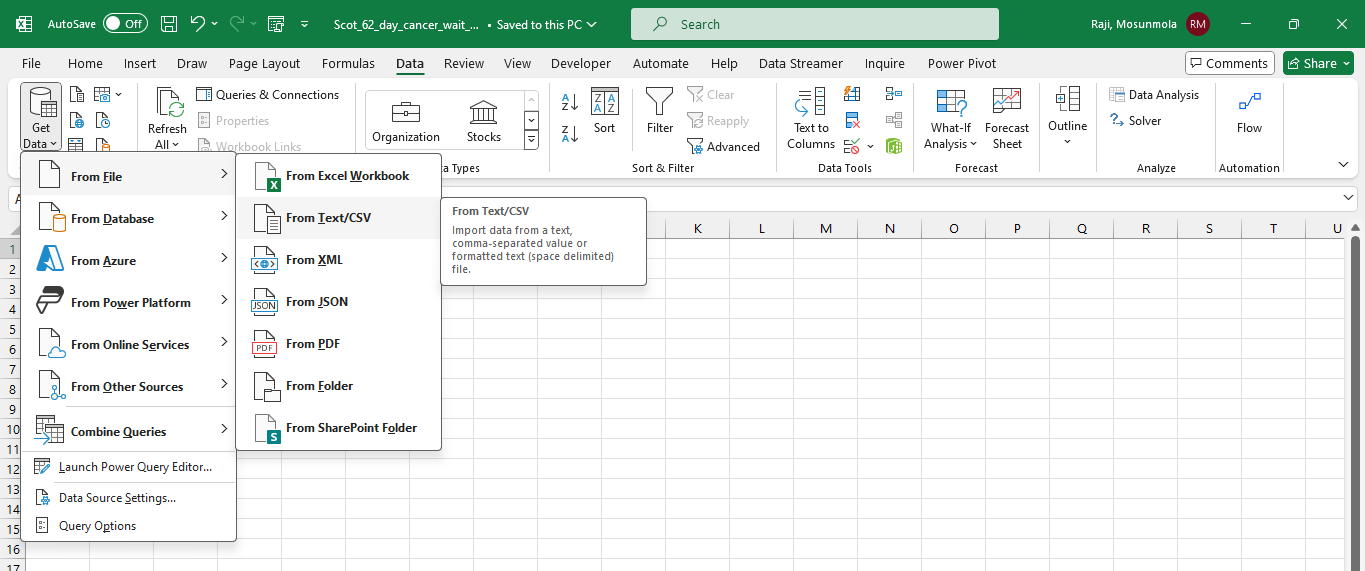 AutoSave Off Scot_62_day_cancer_wait_... • Saved to this PC Search Raji, Mosunmola RM
File Home Insert Draw Page Layout Formulas Data Review View Developer Automate Help Data Streamer Inquire Power Pivot Comments Share
Get Data
Refresh All
Queries & Connections
Properties
Workbook Links
Organization Stocks
Sort
Filter
Clear
Reapply
Advanced
Text to Columns
What-If Analysis
Forecast Sheet
Outline
Data Analysis
Solver
Flow
Types Sort & Filter Data Tools Forecast Analyze Automation
From File
From Database
From Azure
From Power Platform
From Online Services
From Other Sources
Combine Queries
Launch Power Query Editor...
Data Source Settings...
Query Options
From Excel Workbook
From Text/CSV
From XML
JSON From JSON
PDF From PDF
From Folder
From SharePoint Folder
From Text/CSV
Import data from a text,
comma-separated value or
formatted text (space delimited)
file.
K L M N O P Q R S T U
1
2
3
4
5
6
7
8
9
10
11
12
13
14
15
16
17